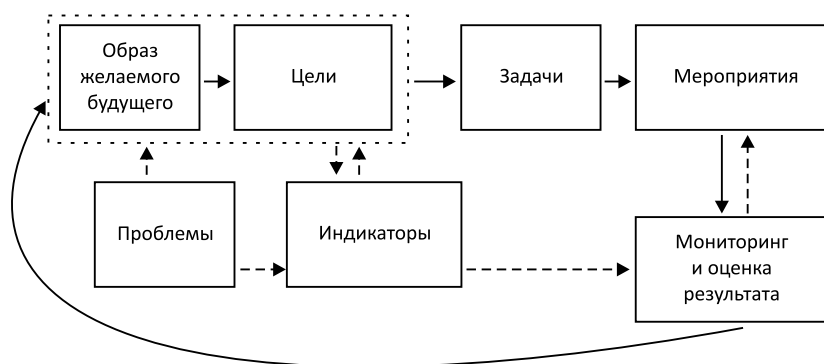 Образ
желаемого
будущего
Цели
Задачи
Мероприятия
Проблемы
Индикаторы
Мониторинг
и оценка
результата